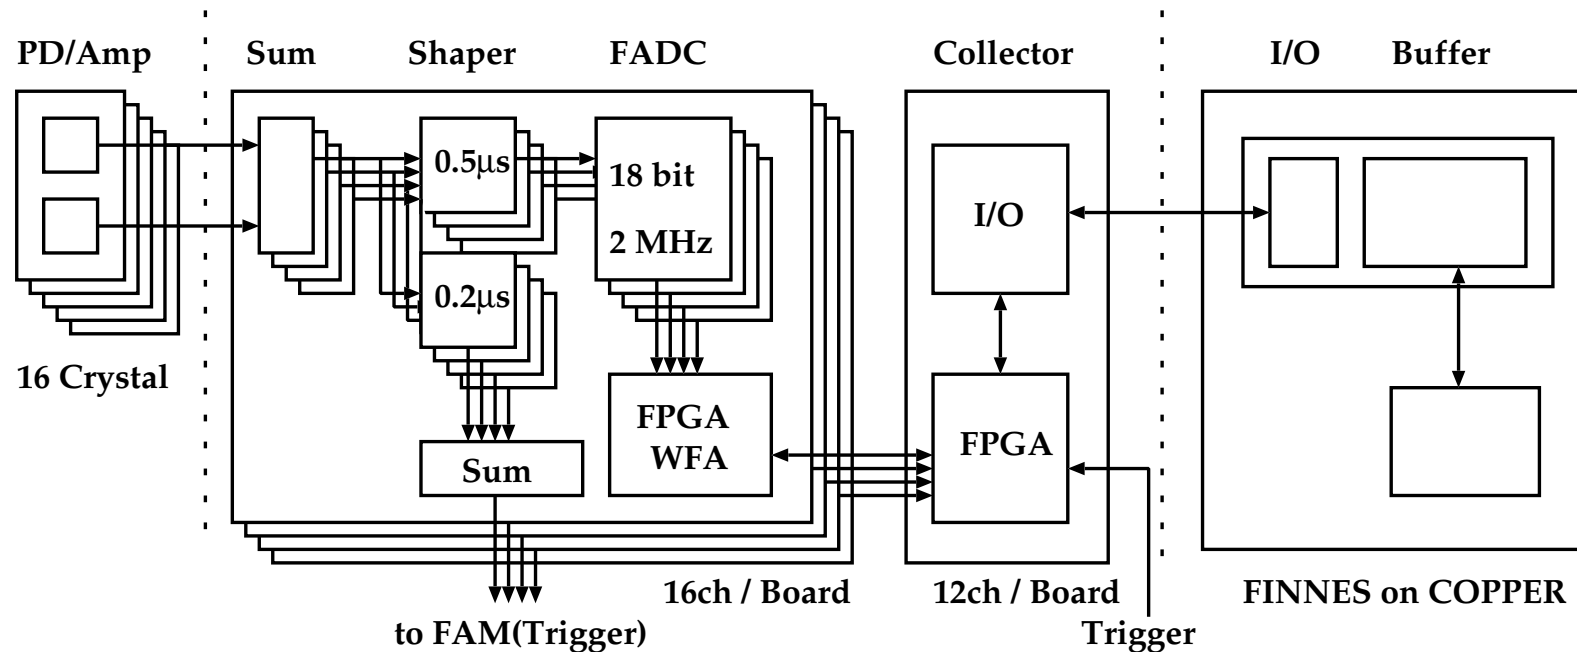 PD/Amp
Sum
Shaper
FADC
Collector
I/O
Buffer
0.5μs
18 bit
2 MHz
I/O
0.2μs
16 Crystal
FPGA
WFA
Sum
FPGA
16ch / Board
12ch / Board
FINNES on COPPER
to FAM(Trigger)
Trigger